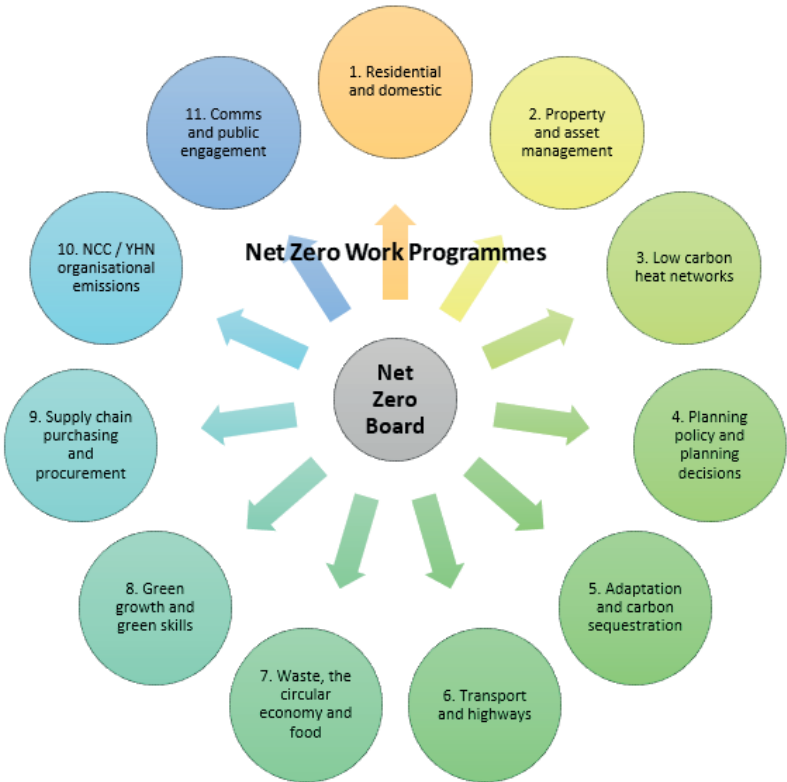 1. Residential
and domestic
2. Property
and asset
management
3. Low carbon
heat networks
4. Planning
policy and
planning
decisions
5. Adaptation
and carbon
sequestration
6. Transport
and highways
7. Waste, the
circular
economy and
food
8. Green
growth and
green skills
9. Supply chain
purchasing
and
procurement
10. NCC / YHN
organisational
emissions
11. Comms
and public
engagement
Net Zero Work Programmes
Net
Zero
Board